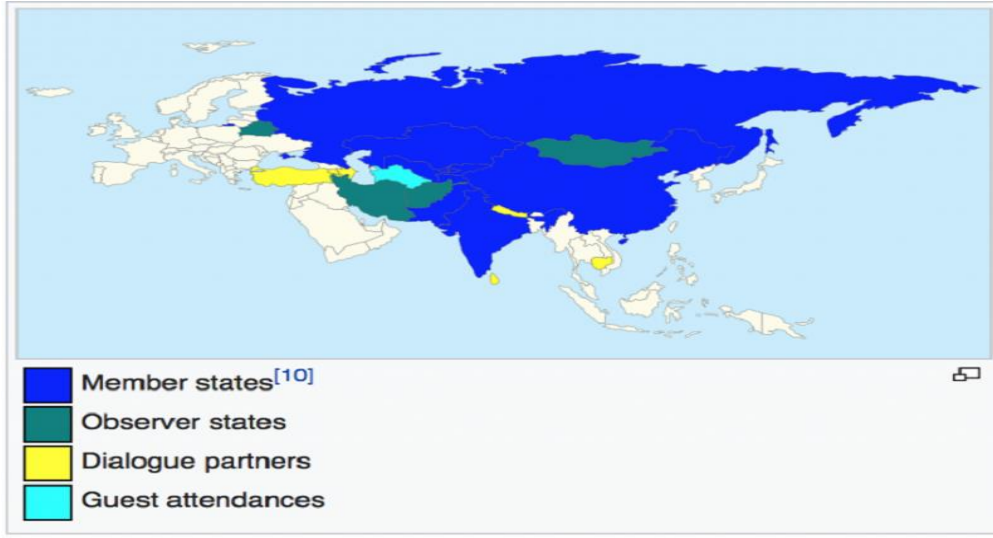 Member states[10]
Observer states
Dialogue partners
Guest attendances